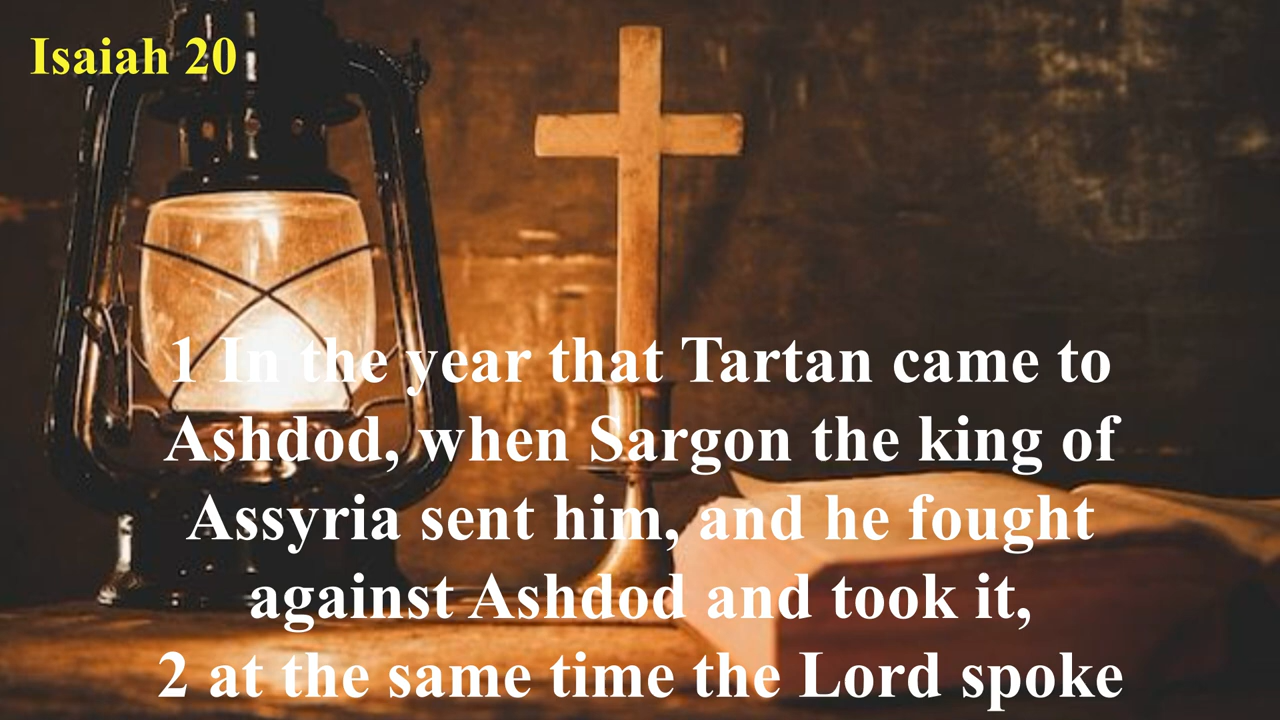 Isaiah 20
1 In the year that Tartan came to
Ashdod, when Sargon the king of
Assyria sent him, and he fought
against Ashdod and took it,
2 at the same time the Lord spoke